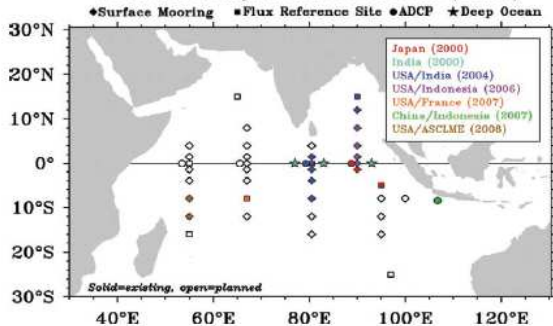 ◆Surface Mooring ■Flux Reference Site ●ADCP ★Deep Ocean
30°N
20°N
10°N
0°
10°S
20°S
30°S
Japan (2000)
India (2000)
USA/India (2004)
USA/Indonesia (2006)
USA/France (2007)
China/Indonesia (2007)
USA/ASCLME (2008)
Solid=existing, open=planned
40°E 60°E 80°E 100°E 120°E